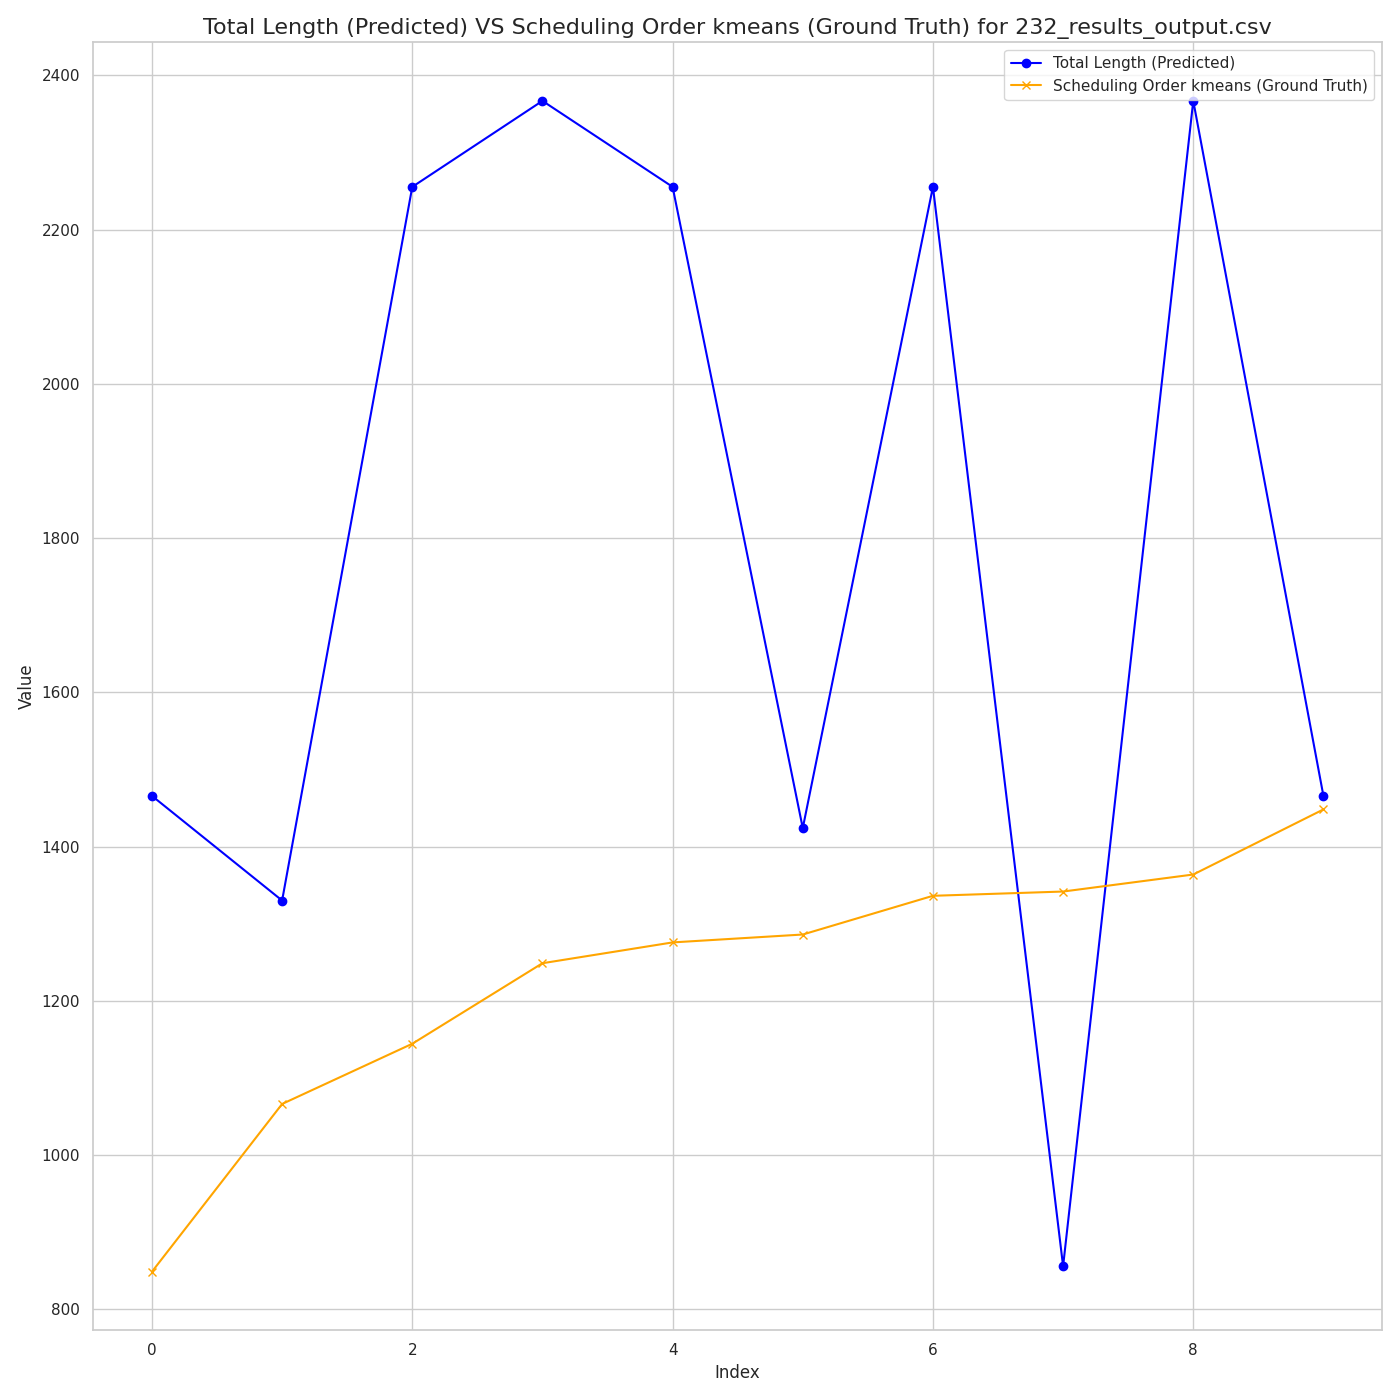 Total Length (Predicted) VS Scheduling Order kmeans (Ground Truth) for 232_results_output.csv
Total Length (Predicted)
Scheduling Order kmeans (Ground Truth)
2400
2200
2000
1800
1600
1400
1200
1000
800
Value
0 2 4 6 8
Index